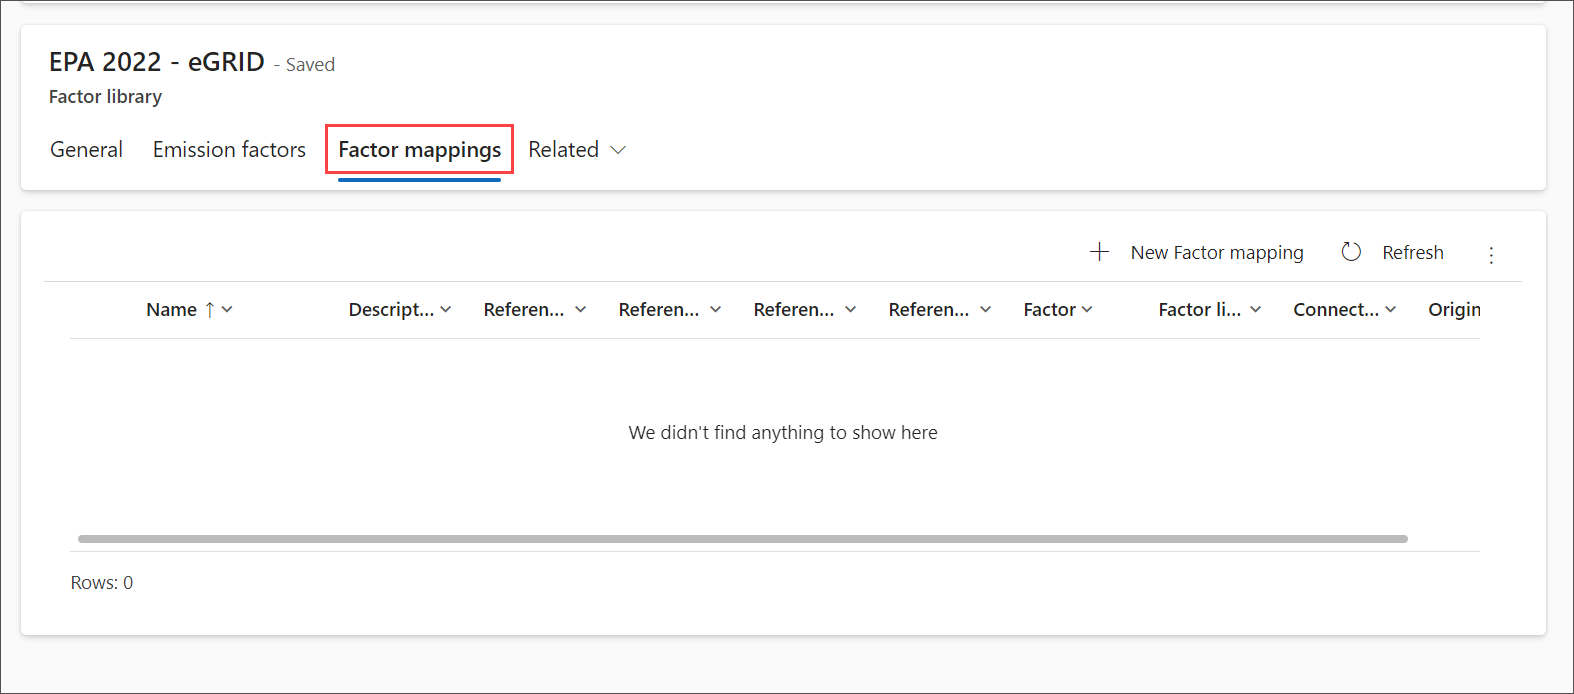 EPA 2022 - eGRID - Saved
Factor library
General Emission factors Factor mappings Related
New Factor mapping Refresh
Name Descript... Referen... Referen... Referen... Referen... Factor Factor li... Connect... Origin
We didn't find anything to show here
Rows: 0